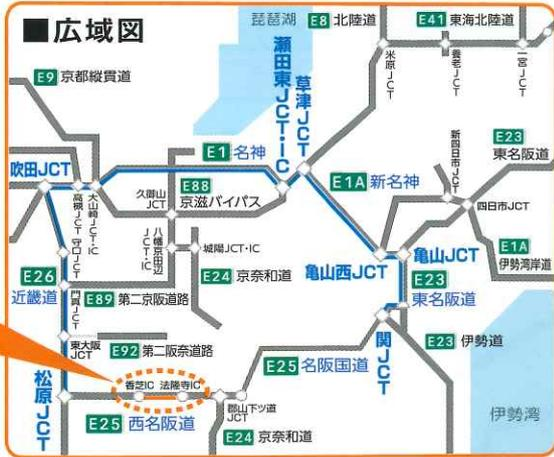 ■広域図
琵琶湖
E8 北陸道
E41 東海北陸道
E9 京都縦貫道
瀬田東JCT・IC
草津JCT
米原JCT
養老JCT
一宮JCT
吹田JCT
E1 名神
E1A 新名神
新四日市JCT
E23
東名阪道
高槻JCT
大山崎JCT・IC
久御山JCT
E88
京滋バイパス
四日市JCT
守口JCT
八幡京田辺JCT・IC
城陽JCT・IC
亀山西JCT
亀山JCT
E1A
伊勢湾岸道
E26
近畿道
門真JCT
E89 第二京阪道路
E24 京奈和道
E23
東名阪道
東大阪JCT
E92 第二阪奈道路
関JCT
E23 伊勢道
松原JCT
香芝IC 法隆寺IC
E25 名阪国道
E25 西名阪道
郡山下ツ道JCT
E24 京奈和道
伊勢湾